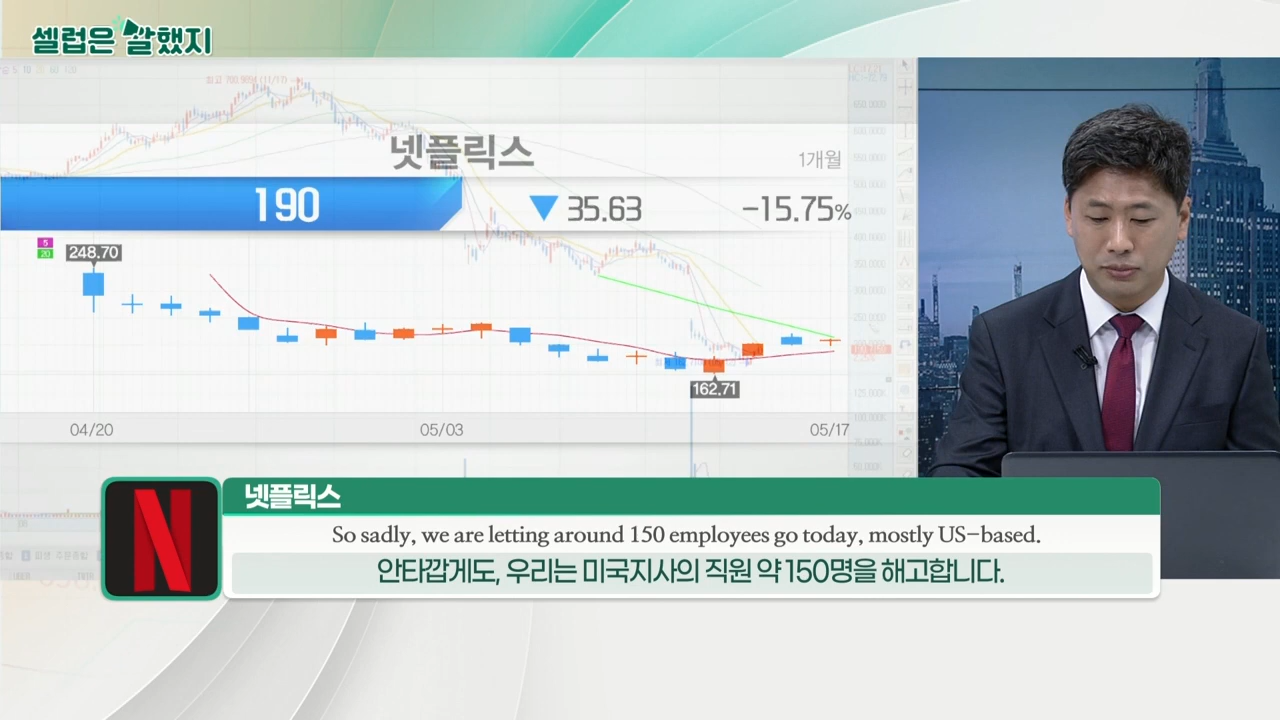 셀럽은 말했지
넷플릭스
1개월
190 ▼ 35.63 -15.75%
5
20
248.70
162.71
04/20 05/03 05/17
넷플릭스
So sadly, we are letting around 150 employees go today, mostly US-based.
안타깝게도, 우리는 미국지사의 직원 약 150명을 해고합니다.